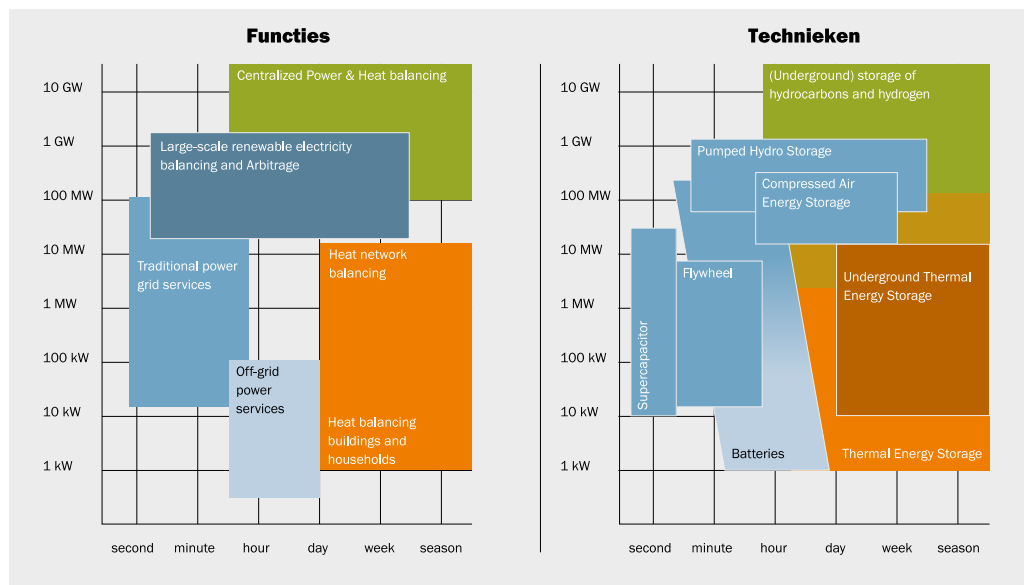 Functies
10 GW
1 GW
100 MW
10 MW
1 MW
100 kW
10 kW
1 kW
Centralized Power & Heat balancing
Large-scale renewable electricity
balancing and Arbitrage
Traditional power
grid services
Heat network
balancing
Off-grid
power
services
Heat balancing
buildings and
households
second
minute
hour
day
week
season
Technieken
10 GW
1 GW
100 MW
10 MW
1 MW
100 kW
10 kW
1 kW
(Underground) storage of
hydrocarbons and hydrogen
Pumped Hydro Storage
Compressed Air
Energy Storage
Flywheel
Underground Thermal
Energy Storage
Supercapacitor
Batteries
Thermal Energy Storage
second
minute
hour
day
week
season